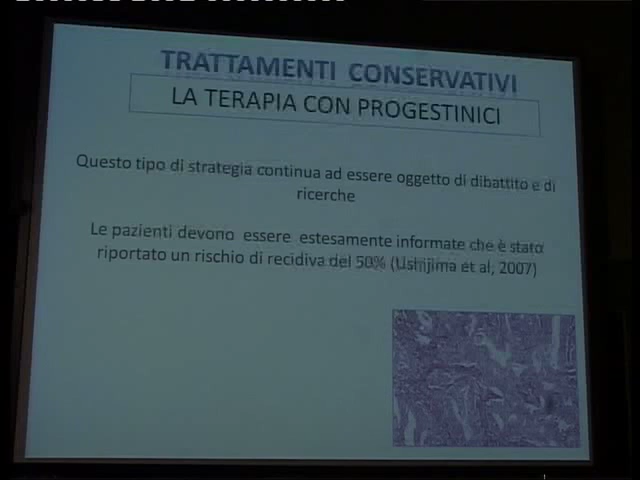 TRATTAMENTI CONSERVATIVI
LA TERAPIA CON PROGESTINICI
Questo tipo di strategia continua ad essere oggetto di dibattito e di
ricerche
Le pazienti devono essere estesamente informate che è stato
riportato un rischio di recidiva del 50% (Ushijima et al, 2007)